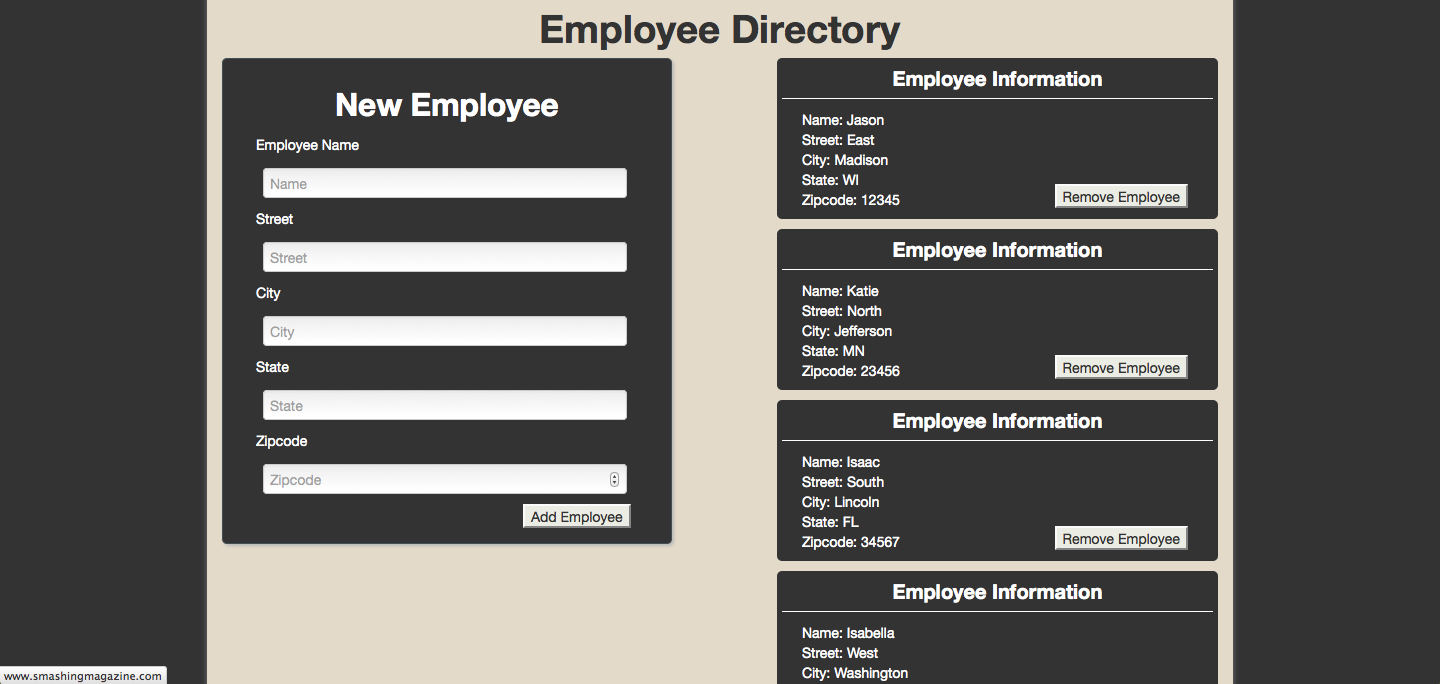 Employee Directory
New Employee
Employee Name
Name
Street
Street
City
City
State
State
Zipcode
Zipcode
Add Employee
Employee Information
Name: Jason
Street: East
City: Madison
State: WI
Zipcode: 12345
Remove Employee
Employee Information
Name: Katie
Street: North
City: Jefferson
State: MN
Zipcode: 23456
Remove Employee
Employee Information
Name: Isaac
Street: South
City: Lincoln
State: FL
Zipcode: 34567
Remove Employee
Employee Information
Name: Isabella
Street: West
City: Washington
www.smashingmagazine.com